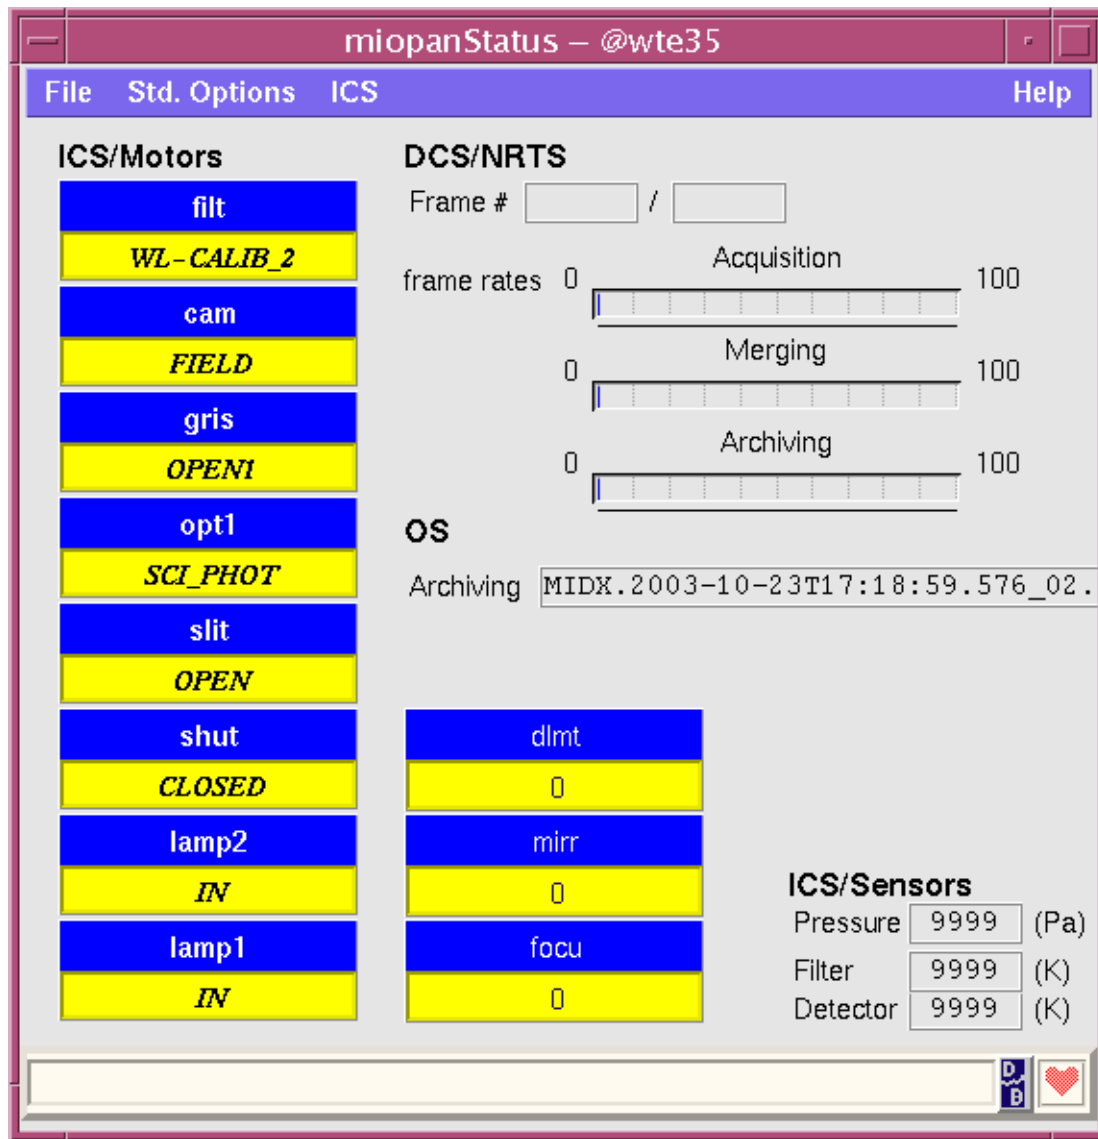 miopanStatus – @wte35
File Std. Options ICS Help
ICS/Motors
filt
WL-CALIB_2
cam
FIELD
gris
OPEN1
opt1
SCI_PHOT
slit
OPEN
shut
CLOSED
lamp2
IN
lamp1
IN
DCS/NRTS
Frame # /
Acquisition
frame rates 0 100
Merging
0 100
Archiving
0 100
OS
Archiving MIDX.2003-10-23T17:18:59.576_02.
dlmt
0
mirr
0
focu
0
ICS/Sensors
Pressure 9999 (Pa)
Filter 9999 (K)
Detector 9999 (K)
D
B